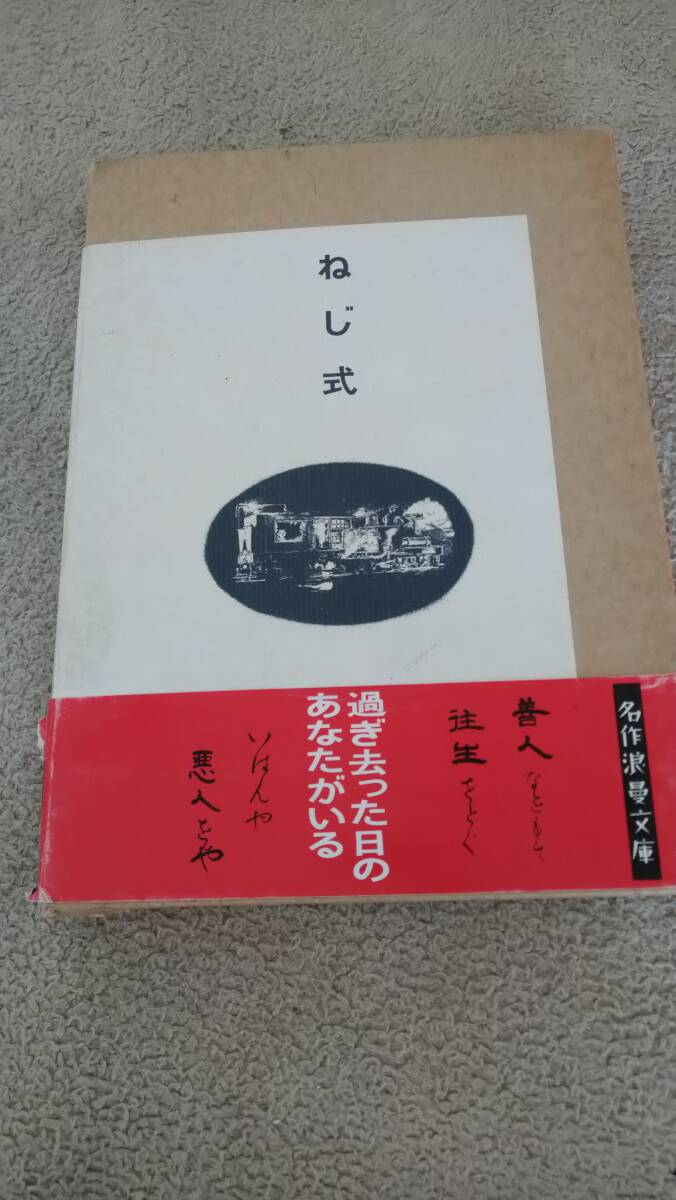 ねじ式
名作浪曼文庫
善人なをもて
往生をとぐ
過ぎ去った日の
あなたがいる
いはんや
悪人をや